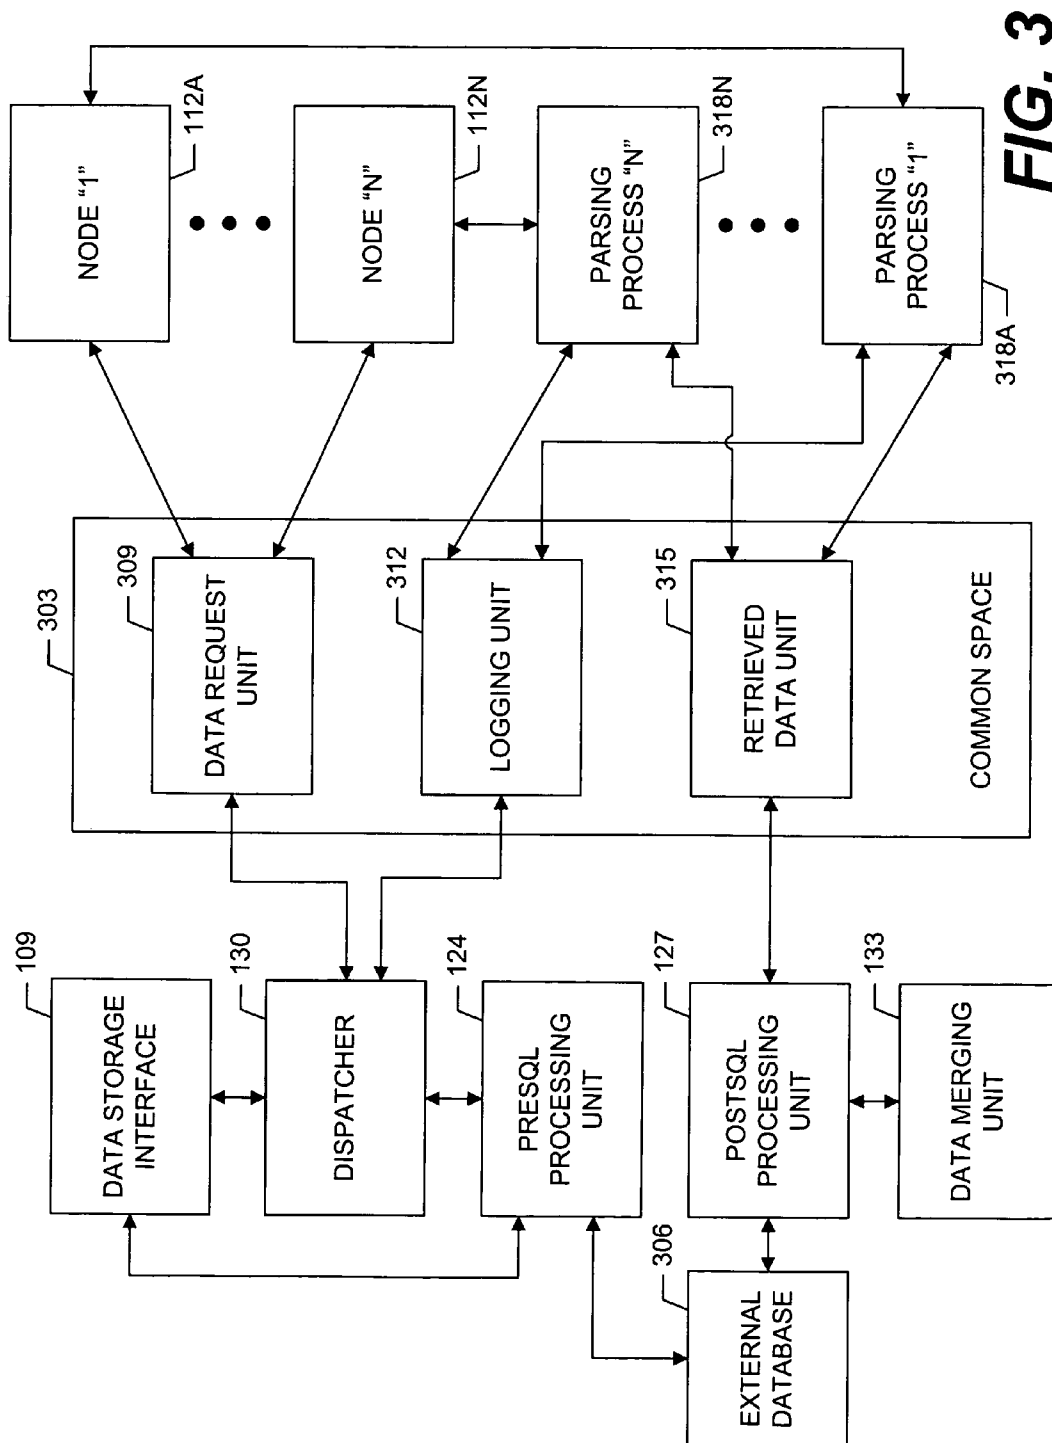 NODE "1"
112A
NODE "N"
112N
PARSING
PROCESS "N"
318N
PARSING
PROCESS "1"
318A
303
DATA REQUEST
UNIT
309
LOGGING UNIT
312
RETRIEVED
DATA UNIT
315
COMMON SPACE
DATA STORAGE
INTERFACE
109
DISPATCHER
130
PRESQL
PROCESSING
UNIT
124
POSTSQL
PROCESSING
UNIT
127
DATA MERGING
UNIT
133
EXTERNAL
DATABASE
306
FIG. 3